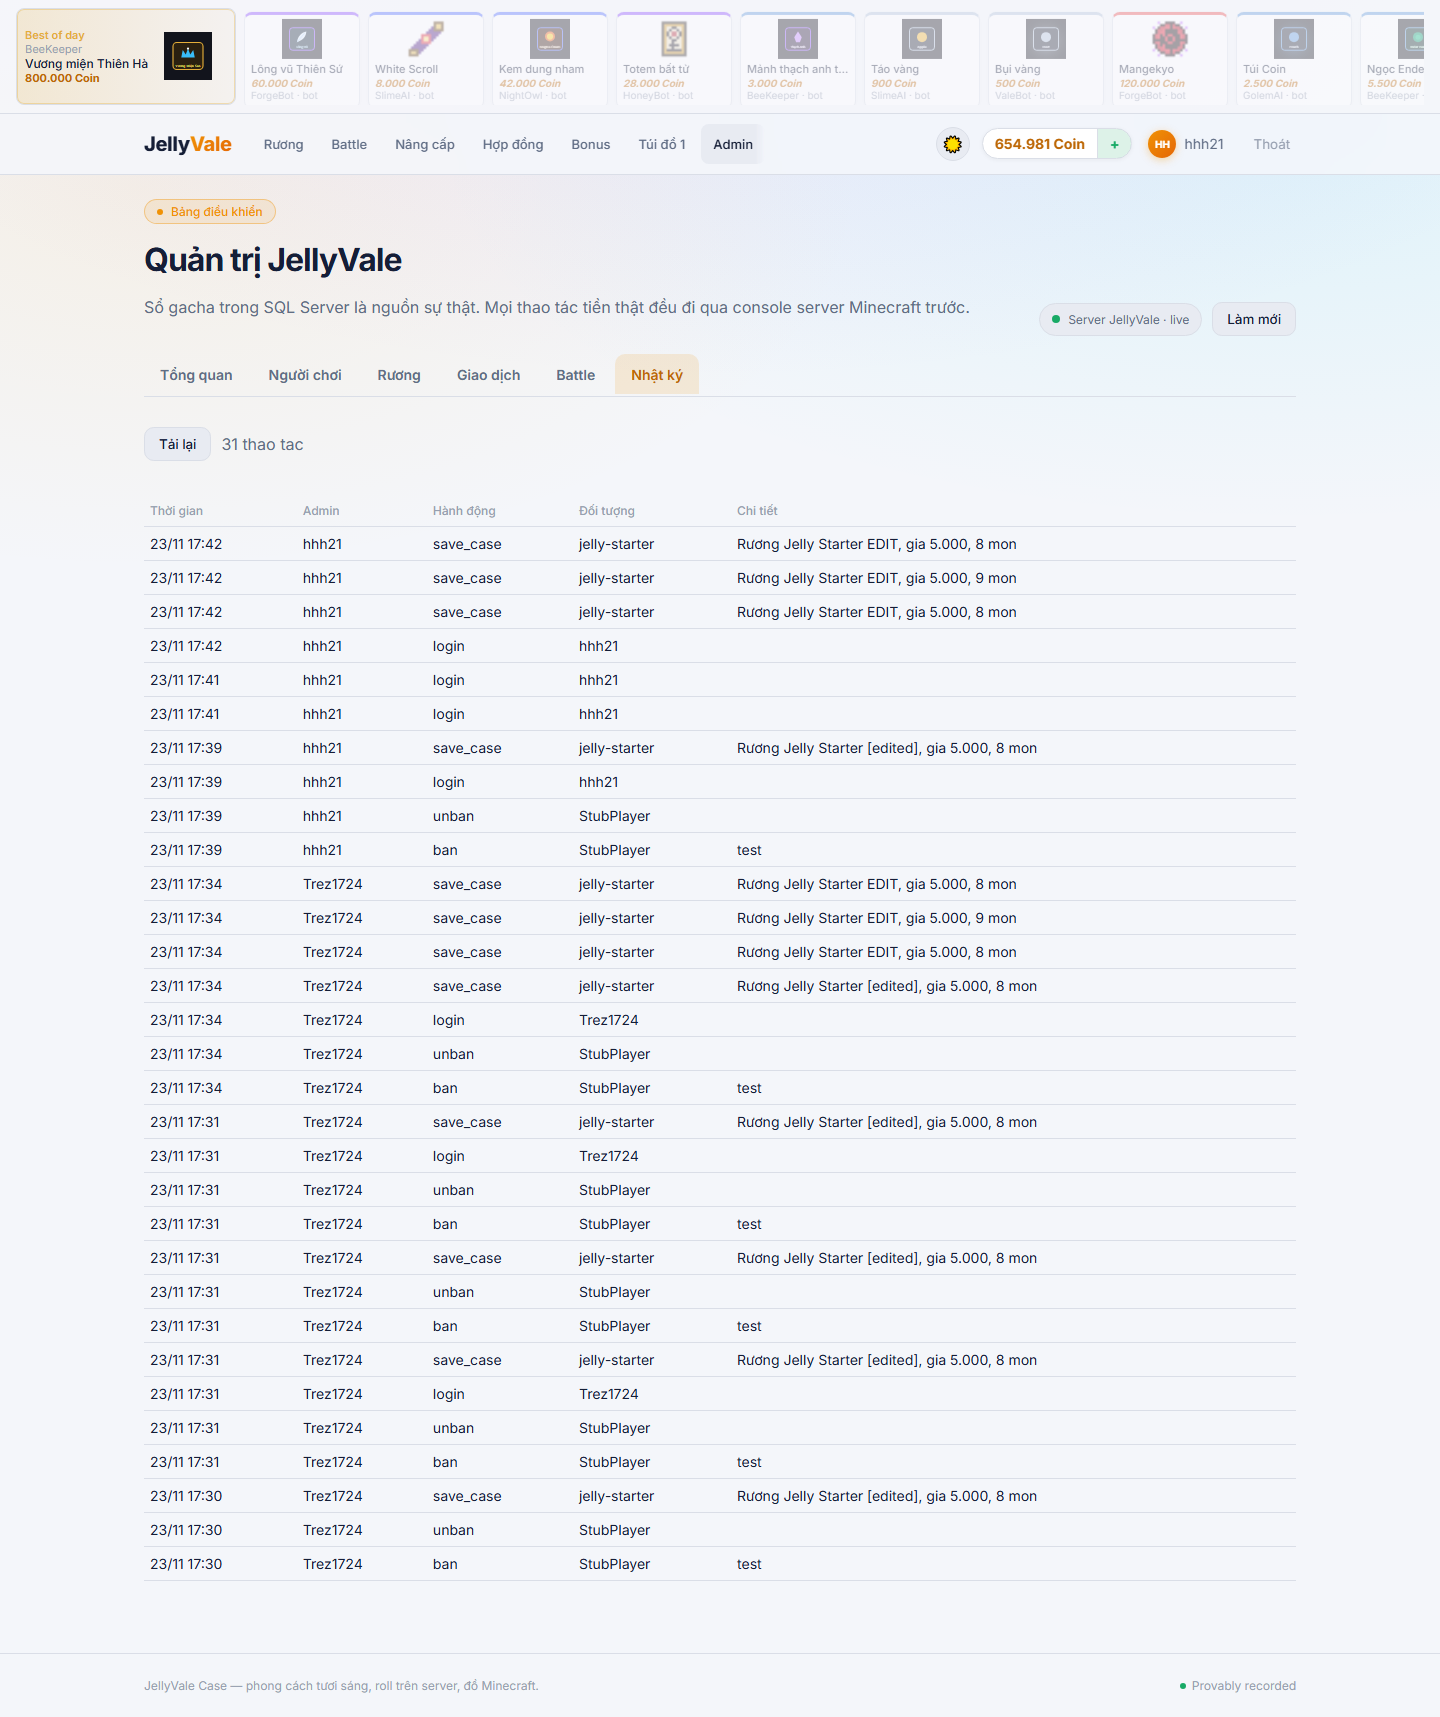 Best of day
BeeKeeper
Vương miện Thiên Hà
800.000 Coin
Lông vũ Thiên Sứ
60.000 Coin
ForgeBot · bot
White Scroll
8.000 Coin
SlimeAI · bot
Kem dung nham
42.000 Coin
NightOwl · bot
Totem bất tử
28.000 Coin
HoneyBot · bot
Mảnh thạch anh t...
3.000 Coin
BeeKeeper · bot
Táo vàng
900 Coin
SlimeAI · bot
Bụi vàng
500 Coin
ValeBot · bot
Mangekyo
120.000 Coin
ForgeBot · bot
Túi Coin
2.500 Coin
GolemAI · bot
Ngọc Ende
5.500 Coin
BeeKeeper ·
JellyVale Rương Battle Nâng cấp Hợp đồng Bonus Túi đồ 1 Admin 654.981 Coin + HH hhh21 Thoát
Bảng điều khiển
Quản trị JellyVale
Sổ gacha trong SQL Server là nguồn sự thật. Mọi thao tác tiền thật đều đi qua console server Minecraft trước.
Server JellyVale · live Làm mới
Tổng quan Người chơi Rương Giao dịch Battle Nhật ký
Tải lại 31 thao tac
Thời gian Admin Hành động Đối tượng Chi tiết
23/11 17:42 hhh21 save_case jelly-starter Rương Jelly Starter EDIT, gia 5.000, 8 mon
23/11 17:42 hhh21 save_case jelly-starter Rương Jelly Starter EDIT, gia 5.000, 9 mon
23/11 17:42 hhh21 save_case jelly-starter Rương Jelly Starter EDIT, gia 5.000, 8 mon
23/11 17:42 hhh21 login hhh21
23/11 17:41 hhh21 login hhh21
23/11 17:41 hhh21 login hhh21
23/11 17:39 hhh21 save_case jelly-starter Rương Jelly Starter [edited], gia 5.000, 8 mon
23/11 17:39 hhh21 login hhh21
23/11 17:39 hhh21 unban StubPlayer
23/11 17:39 hhh21 ban StubPlayer test
23/11 17:34 Trez1724 save_case jelly-starter Rương Jelly Starter EDIT, gia 5.000, 8 mon
23/11 17:34 Trez1724 save_case jelly-starter Rương Jelly Starter EDIT, gia 5.000, 9 mon
23/11 17:34 Trez1724 save_case jelly-starter Rương Jelly Starter EDIT, gia 5.000, 8 mon
23/11 17:34 Trez1724 save_case jelly-starter Rương Jelly Starter [edited], gia 5.000, 8 mon
23/11 17:34 Trez1724 login Trez1724
23/11 17:34 Trez1724 unban StubPlayer
23/11 17:34 Trez1724 ban StubPlayer test
23/11 17:31 Trez1724 save_case jelly-starter Rương Jelly Starter [edited], gia 5.000, 8 mon
23/11 17:31 Trez1724 login Trez1724
23/11 17:31 Trez1724 unban StubPlayer
23/11 17:31 Trez1724 ban StubPlayer test
23/11 17:31 Trez1724 save_case jelly-starter Rương Jelly Starter [edited], gia 5.000, 8 mon
23/11 17:31 Trez1724 unban StubPlayer
23/11 17:31 Trez1724 ban StubPlayer test
23/11 17:31 Trez1724 save_case jelly-starter Rương Jelly Starter [edited], gia 5.000, 8 mon
23/11 17:31 Trez1724 login Trez1724
23/11 17:31 Trez1724 unban StubPlayer
23/11 17:31 Trez1724 ban StubPlayer test
23/11 17:30 Trez1724 save_case jelly-starter Rương Jelly Starter [edited], gia 5.000, 8 mon
23/11 17:30 Trez1724 unban StubPlayer
23/11 17:30 Trez1724 ban StubPlayer test
JellyVale Case — phong cách tươi sáng, roll trên server, đồ Minecraft.
Provably recorded